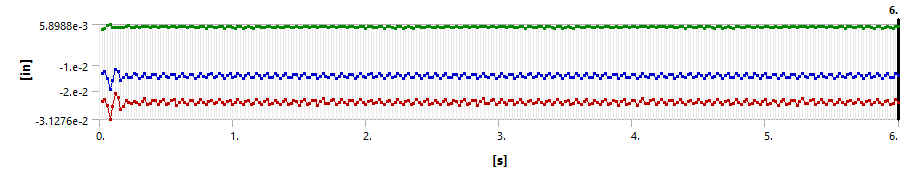 6.
5.8988e-3
-1.e-2
-2.e-2
-3.1276e-2
[in]
0. 1. 2. 3. 4. 5. 6.
[s]